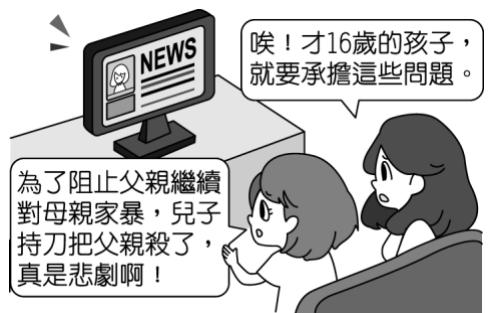 NEWS
唉！才16歲的孩子，
就要承擔這些問題。
為了阻止父親繼續
對母親家暴，兒子
持刀把父親殺了，
真是悲劇啊！